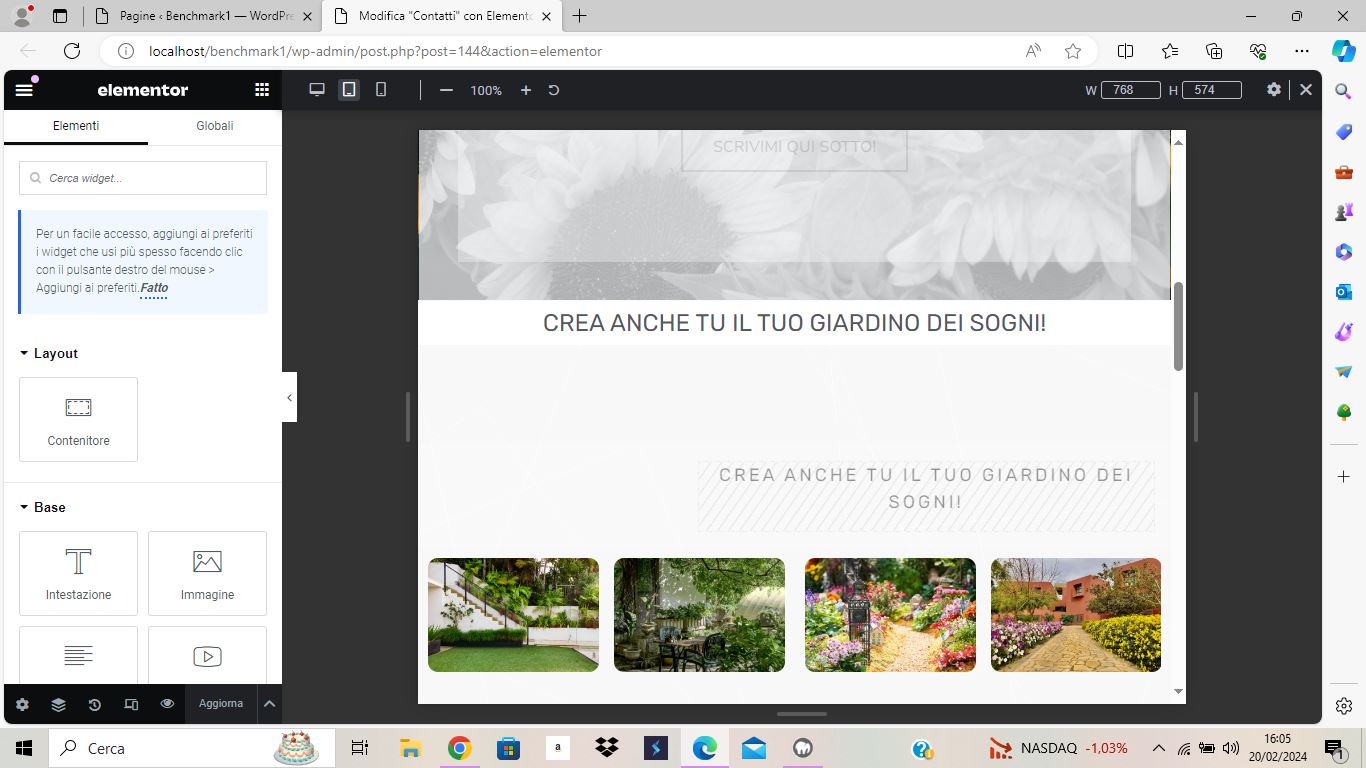 Pagine ‹ Benchmark1 — WordPre
Modifica "Contatti" con Elemento
localhost/benchmark1/wp-admin/post.php?post=144&action=elementor
elementor
100%
W 768 H 574
Elementi Globali
Cerca widget...
Per un facile accesso, aggiungi ai preferiti
i widget che usi più spesso facendo clic
con il pulsante destro del mouse >
Aggiungi ai preferiti.Fatto
Layout
Contenitore
Base
Intestazione Immagine
Aggiorna
SCRIVIMI QUI SOTTO!
CREA ANCHE TU IL TUO GIARDINO DEI SOGNI!
CREA ANCHE TU IL TUO GIARDINO DEI
SOGNI!
Cerca
a
NASDAQ -1,03%
16:05
20/02/2024
1